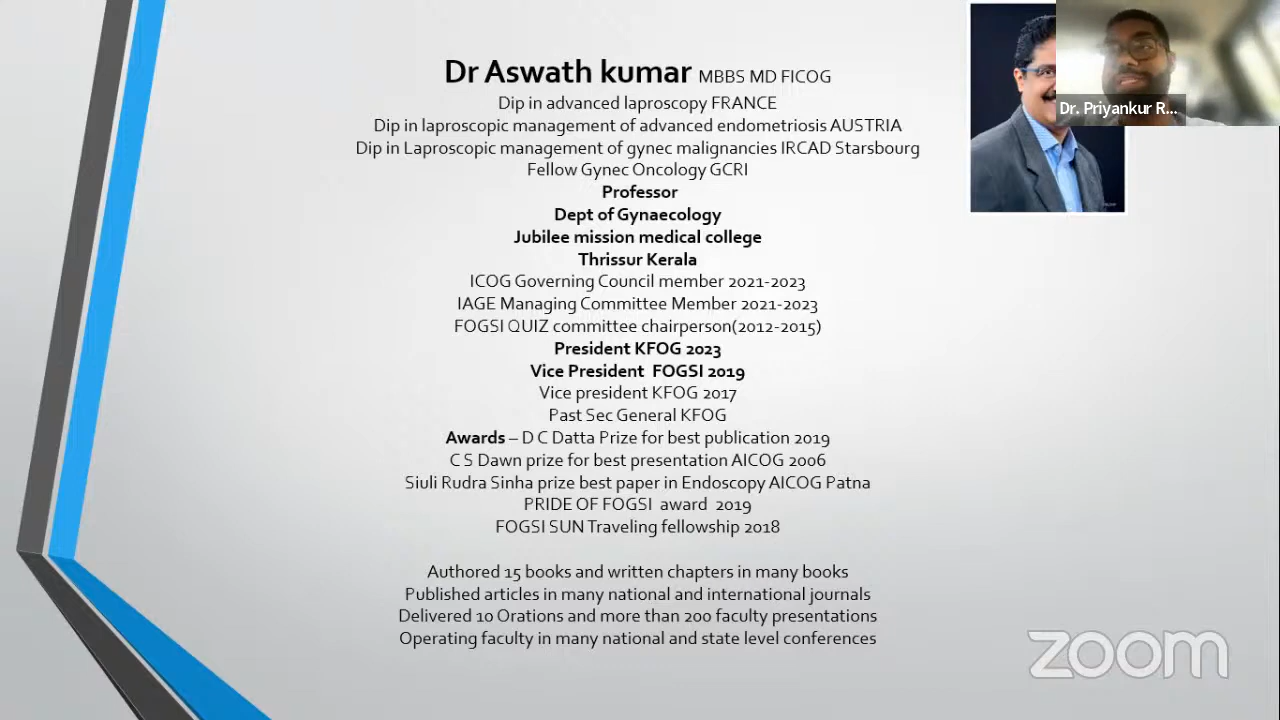 Dr Aswath kumar MBBS MD FICOG
Dip in advanced laproscopy FRANCE
Dip in laproscopic management of advanced endometriosis AUSTRIA
Dip in Laproscopic management of gynec malignancies IRCAD Starsbourg
Fellow Gynec Oncology GCRI
Professor
Dept of Gynaecology
Jubilee mission medical college
Thrissur Kerala
ICOG Governing Council member 2021-2023
IAGE Managing Committee Member 2021-2023
FOGSI QUIZ committee chairperson(2012-2015)
President KFOG 2023
Vice President FOGSI 2019
Vice president KFOG 2017
Past Sec General KFOG
Awards – D C Datta Prize for best publication 2019
C S Dawn prize for best presentation AICOG 2006
Siuli Rudra Sinha prize best paper in Endoscopy AICOG Patna
PRIDE OF FOGSI award 2019
FOGSI SUN Traveling fellowship 2018
Authored 15 books and written chapters in many books
Published articles in many national and international journals
Delivered 10 Orations and more than 200 faculty presentations
Operating faculty in many national and state level conferences
Dr. Priyankur R...
zoom